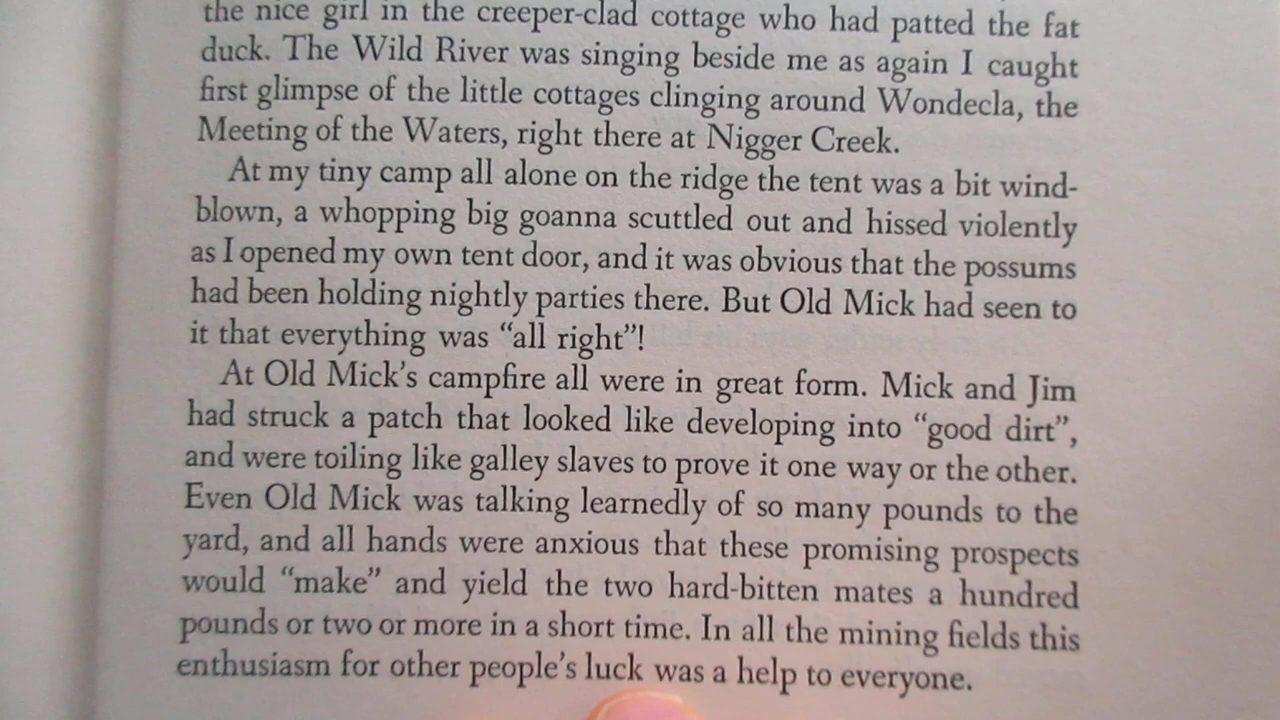 the nice girl in the creeper-clad cottage who had patted the fat
duck. The Wild River was singing beside me as again I caught
first glimpse of the little cottages clinging around Wondecla, the
Meeting of the Waters, right there at Nigger Creek.
At my tiny camp all alone on the ridge the tent was a bit wind-
blown, a whopping big goanna scuttled out and hissed violently
as I opened my own tent door, and it was obvious that the possums
had been holding nightly parties there. But Old Mick had seen to
it that everything was “all right”!
At Old Mick’s campfire all were in great form. Mick and Jim
had struck a patch that looked like developing into “good dirt”,
and were toiling like galley slaves to prove it one way or the other.
Even Old Mick was talking learnedly of so many pounds to the
yard, and all hands were anxious that these promising prospects
would “make” and yield the two hard-bitten mates a hundred
pounds or two or more in a short time. In all the mining fields this
enthusiasm for other people’s luck was a help to everyone.